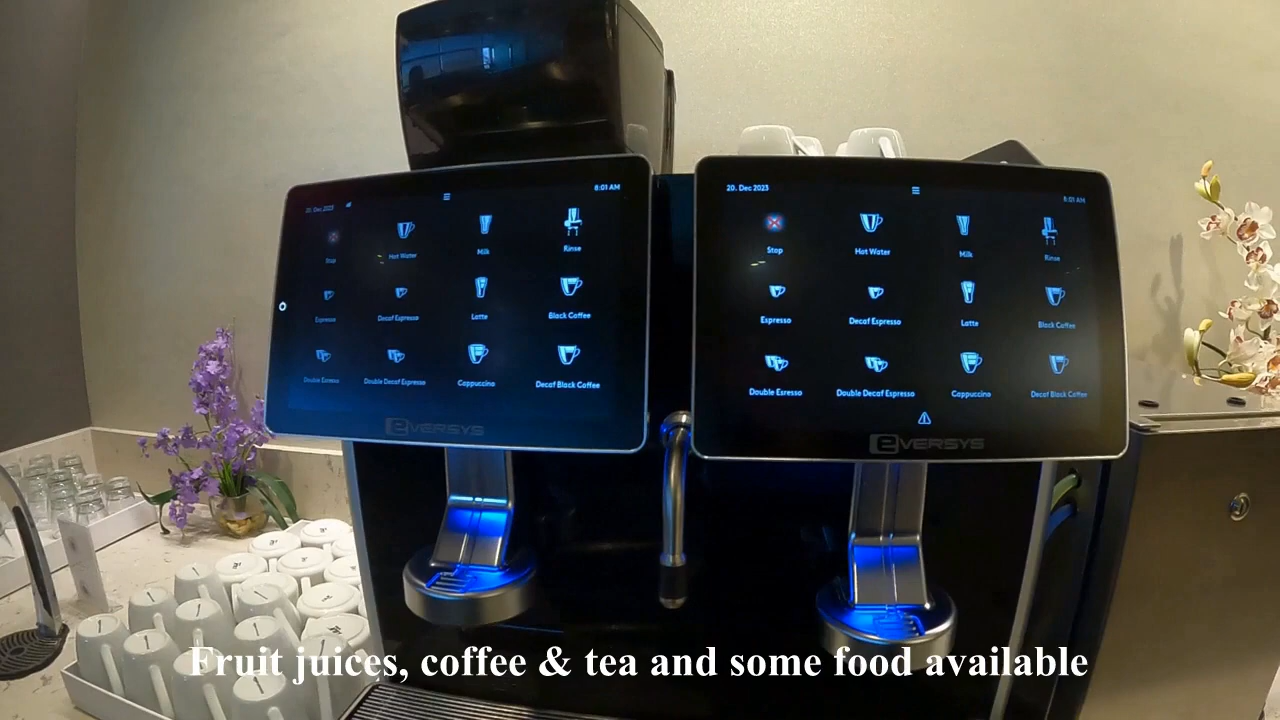 20. Dec 2023
8:01 AM
Stop
Hot Water
Milk
Rinse
Espresso
Decaf Espresso
Latte
Black Coffee
Double Esresso
Double Decaf Espresso
Cappuccino
Decaf Black Coffee
eversys
20. Dec 2023
8:01 AM
Stop
Hot Water
Milk
Rinse
Espresso
Decaf Espresso
Latte
Black Coffee
Double Esresso
Double Decaf Espresso
Cappuccino
Decaf Black Coffee
eversys
Fruit juices, coffee & tea and some food available